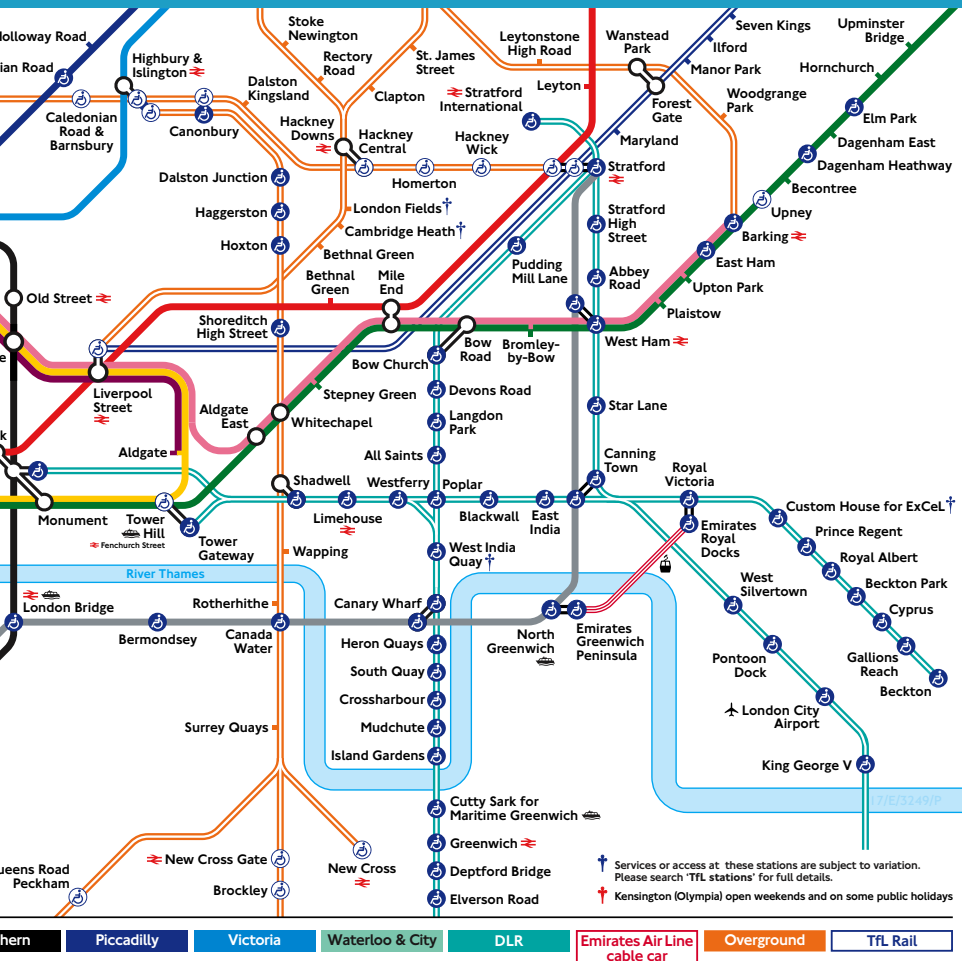 Holloway Road
ian Road
Highbury &
Islington
Caledonian
Road &
Barnsbury
Canonbury
Dalston
Kingsland
Stoke
Newington
Rectory
Road
Clapton
St. James
Street
Hackney
Downs
Hackney
Central
Homerton
Hackney
Wick
Stratford
International
Leytonstone
High Road
Leyton
Wanstead
Park
Forest
Gate
Maryland
Seven Kings
Ilford
Manor Park
Woodgrange
Park
Upminster
Bridge
Hornchurch
Elm Park
Dagenham East
Dagenham Heathway
Becontree
Upney
Barking
East Ham
Upton Park
Plaistow
Stratford
Stratford
High
Street
Abbey
Road
West Ham
Pudding
Mill Lane
Dalston Junction
Haggerston
Hoxton
London Fields†
Cambridge Heath†
Bethnal Green
Bethnal
Green
Mile
End
Shoreditch
High Street
Old Street
e
Liverpool
Street
Bow Church
Bow
Road
Bromley-
by-Bow
Stepney Green
Whitechapel
Aldgate
East
Aldgate
Devons Road
Langdon
Park
All Saints
Star Lane
Canning
Town
k
Monument
Tower
Hill
Fenchurch Street
Tower
Gateway
Shadwell
Limehouse
Westferry
Poplar
Blackwall
East
India
Royal
Victoria
Emirates
Royal
Docks
Custom House for ExCeL†
Prince Regent
Royal Albert
Beckton Park
Cyprus
Gallions
Reach
Beckton
West
Silvertown
Pontoon
Dock
London City
Airport
King George V
Wapping
River Thames
Rotherhithe
London Bridge
Bermondsey
Canada
Water
West India
Quay†
Canary Wharf
Heron Quays
South Quay
Crossharbour
Mudchute
Island Gardens
North
Greenwich
Emirates
Greenwich
Peninsula
Surrey Quays
17/E/3249/P
Cutty Sark for
Maritime Greenwich
Greenwich
Deptford Bridge
Elverson Road
New Cross Gate
New Cross
Brockley
ueens Road
Peckham
† Services or access at these stations are subject to variation.
Please search 'TfL stations' for full details.
† Kensington (Olympia) open weekends and on some public holidays
hern
Piccadilly
Victoria
Waterloo & City
DLR
Emirates Air Line
cable car
Overground
TfL Rail